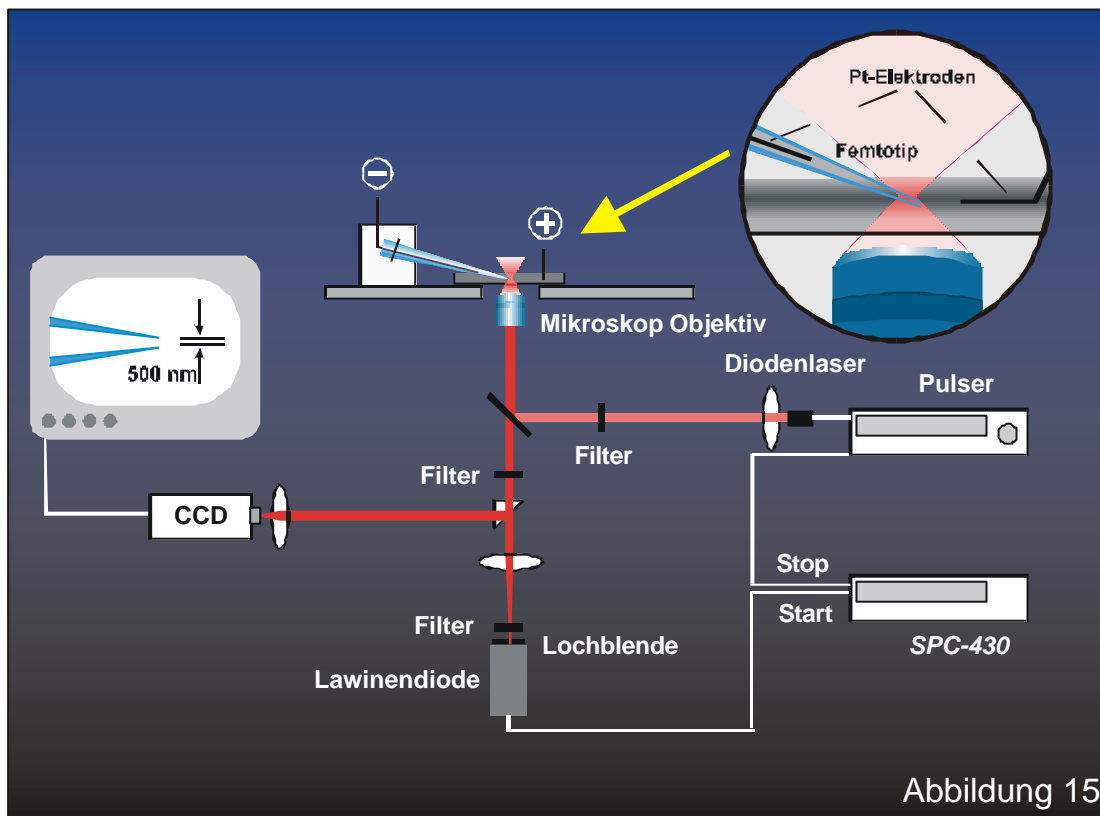 Pt-Elektroden
Femtotip
−
+
Mikroskop Objektiv
500 nm
Diodenlaser
Pulser
Filter
Filter
CCD
Stop
Start
Filter
Lochblende
SPC-430
Lawinendiode
Abbildung 15